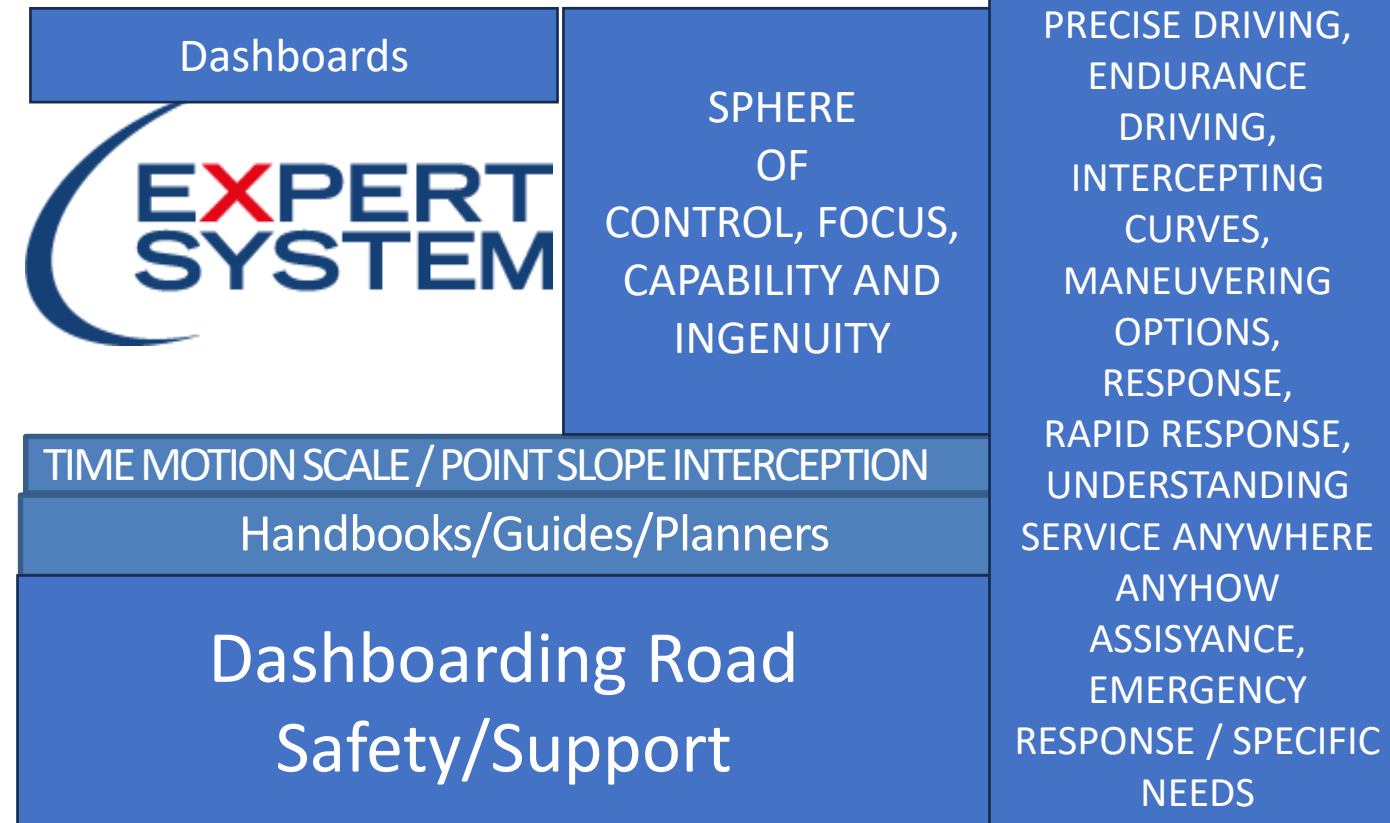 Dashboards
EXPERT
SYSTEM
SPHERE
OF
CONTROL, FOCUS,
CAPABILITY AND
INGENUITY
TIME MOTION SCALE / POINT SLOPE INTERCEPTION
Handbooks/Guides/Planners
Dashboarding Road
Safety/Support
PRECISE DRIVING,
ENDURANCE
DRIVING,
INTERCEPTING
CURVES,
MANEUVERING
OPTIONS,
RESPONSE,
RAPID RESPONSE,
UNDERSTANDING
SERVICE ANYWHERE
ANYHOW
ASSISYANCE,
EMERGENCY
RESPONSE / SPECIFIC
NEEDS